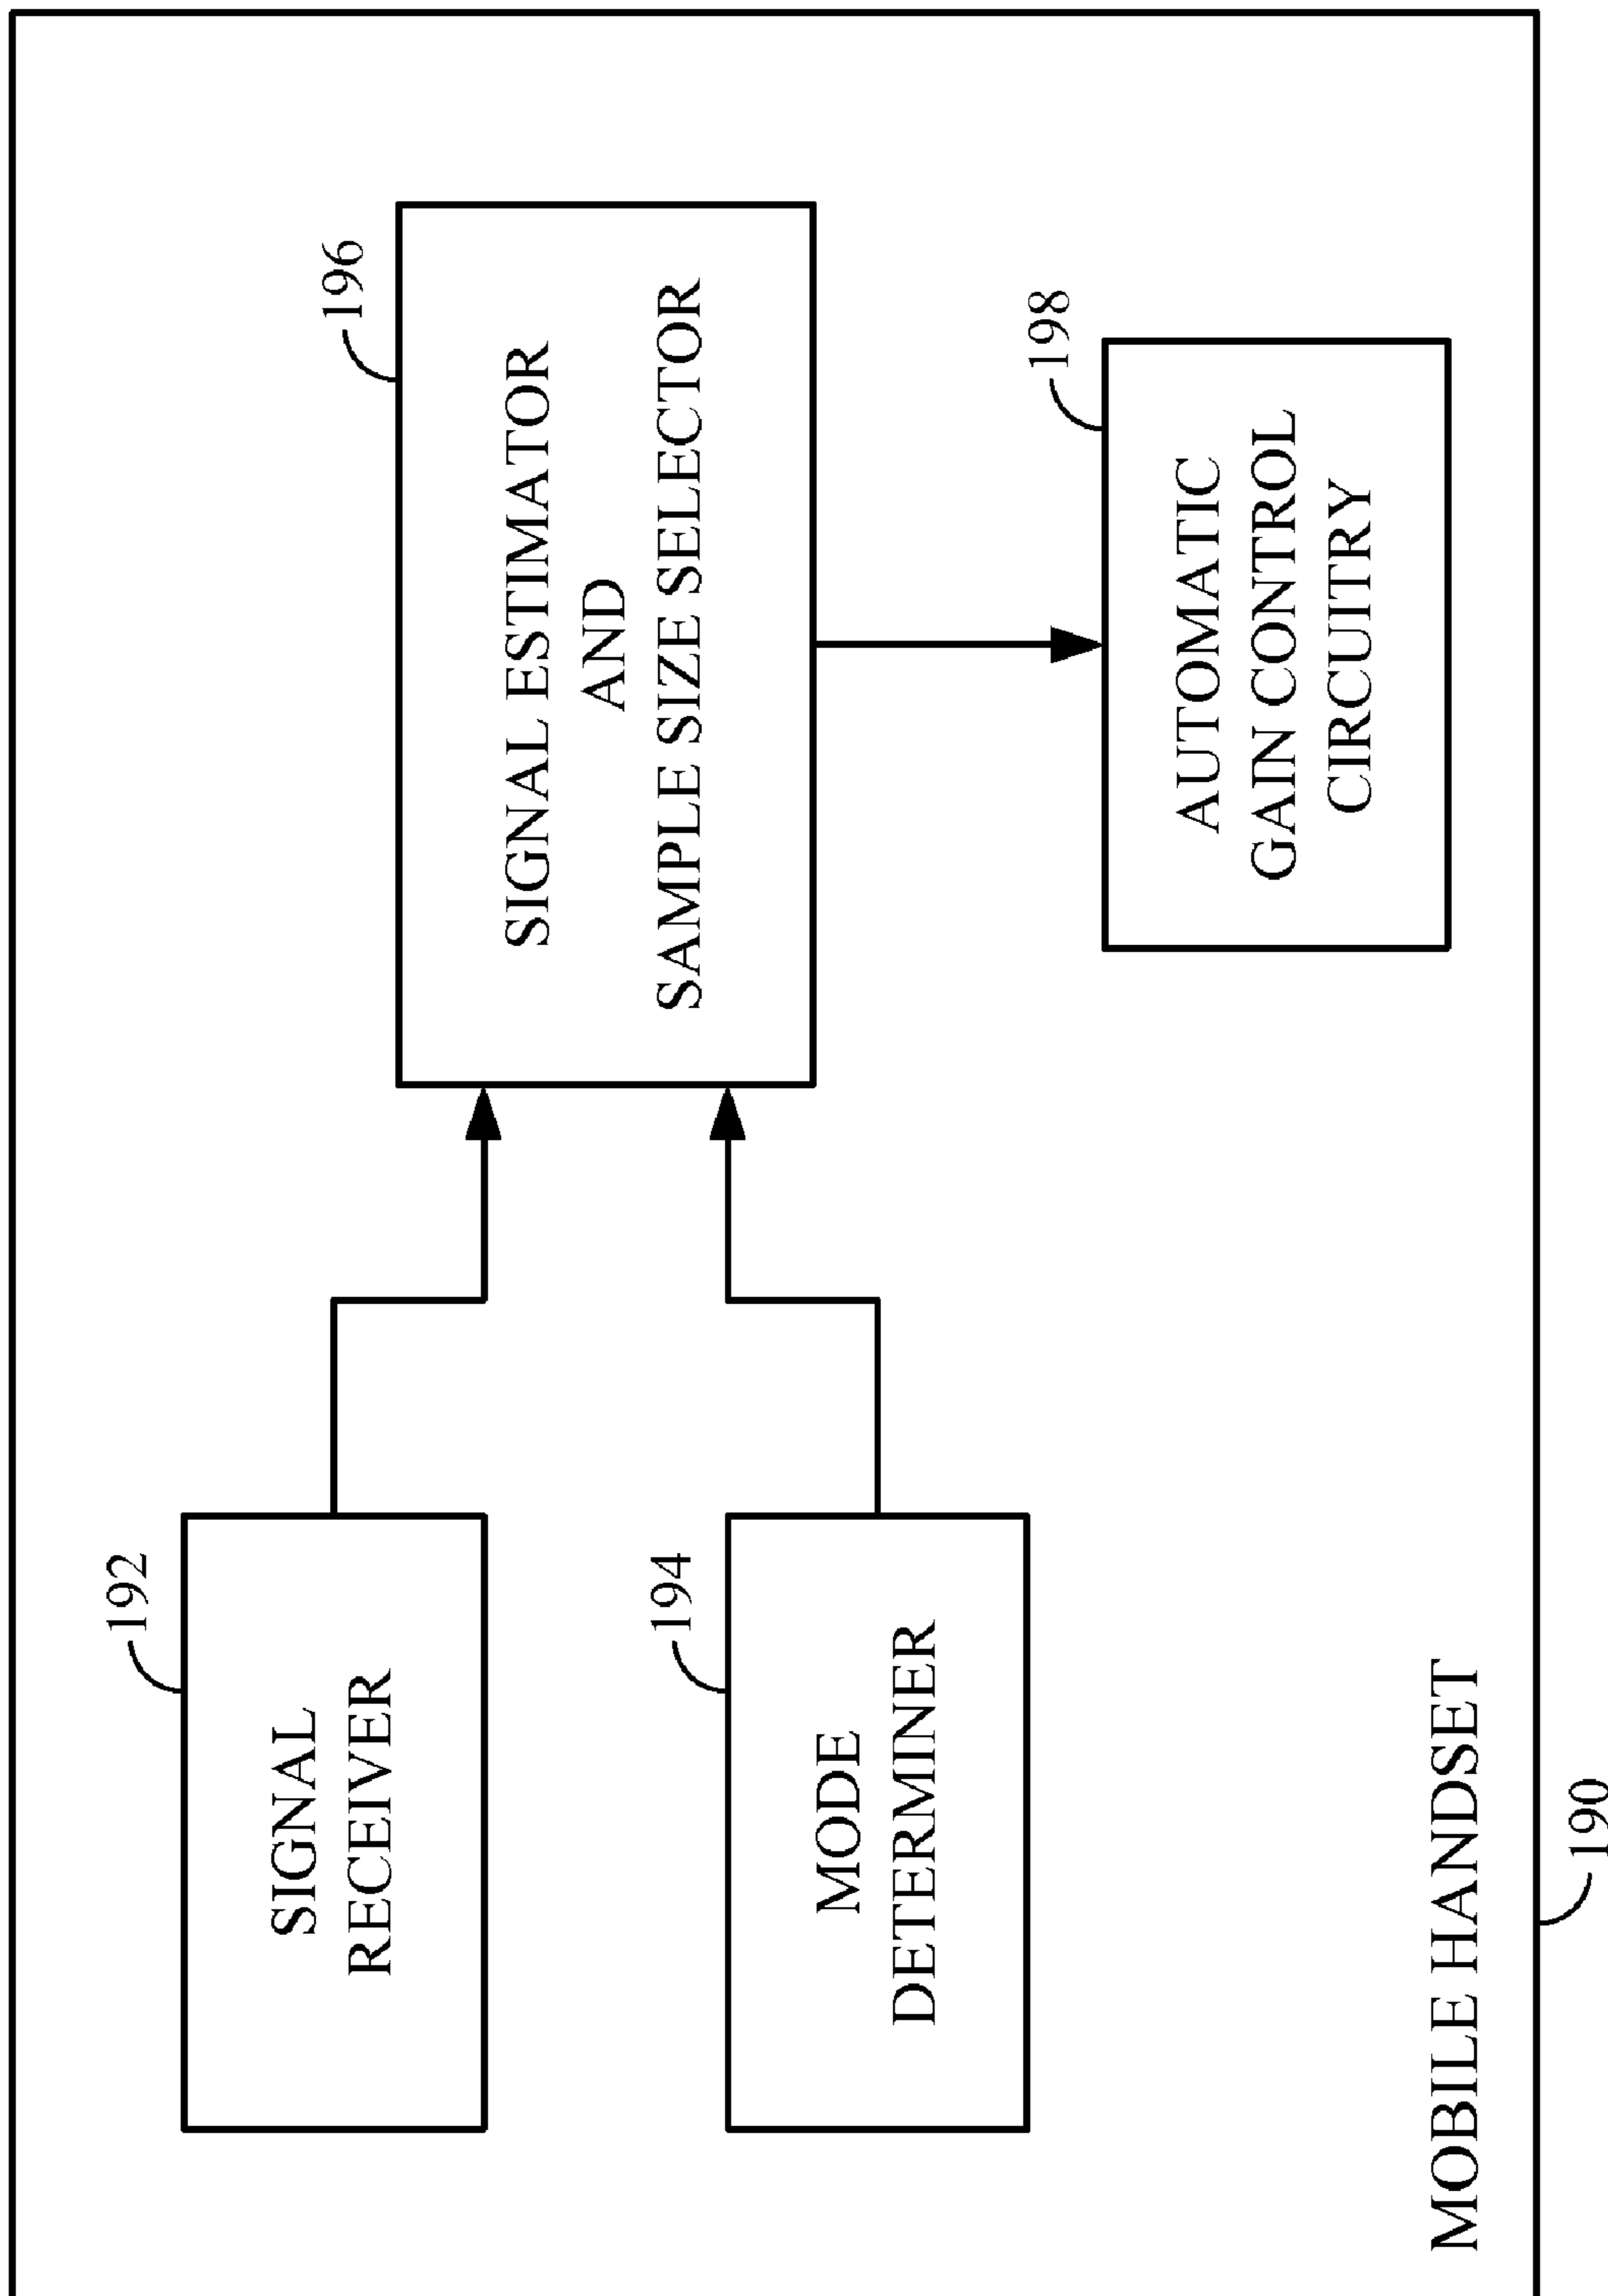 192
SIGNAL
RECEIVER
194
MODE
DETERMINER
196
SIGNAL ESTIMATOR
AND
SAMPLE SIZE SELECTOR
198
AUTOMATIC
GAIN CONTROL
CIRCUITRY
MOBILE HANDSET
190